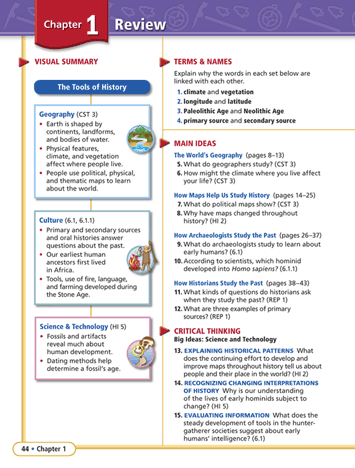 Chapter 1 Review
VISUAL SUMMARY
The Tools of History
Geography (CST 3)
• Earth is shaped by
continents, landforms,
and bodies of water.
• Physical features,
climate, and vegetation
affect where people live.
• People use political, physical,
and thematic maps to learn
about the world.
Culture (6.1, 6.1.1)
• Primary and secondary sources
and oral histories answer
questions about the past.
• Our earliest human
ancestors first lived
in Africa.
• Tools, use of fire, language,
and farming developed during
the Stone Age.
Science & Technology (HI 5)
• Fossils and artifacts
reveal much about
human development.
• Dating methods help
determine a fossil's age.
TERMS & NAMES
Explain why the words in each set below are
linked with each other.
1. climate and vegetation
2. longitude and latitude
3. Paleolithic Age and Neolithic Age
4. primary source and secondary source
MAIN IDEAS
The World's Geography (pages 8–13)
5. What do geographers study? (CST 3)
6. How might the climate where you live affect
your life? (CST 3)
How Maps Help Us Study History (pages 14–25)
7. What do political maps show? (CST 3)
8. Why have maps changed throughout
history? (HI 2)
How Archaeologists Study the Past (pages 26–37)
9. What do archaeologists study to learn about
early humans? (6.1)
10. According to scientists, which hominid
developed into Homo sapiens? (6.1.1)
How Historians Study the Past (pages 38–43)
11. What kinds of questions do historians ask
when they study the past? (REP 1)
12. What are three examples of primary
sources? (REP 1)
CRITICAL THINKING
Big Ideas: Science and Technology
13. EXPLAINING HISTORICAL PATTERNS What
does the continuing effort to develop and
improve maps throughout history tell us about
people and their place in the world? (HI 2)
14. RECOGNIZING CHANGING INTERPRETATIONS
OF HISTORY Why is our understanding
of the lives of early hominids subject to
change? (HI 5)
15. EVALUATING INFORMATION What does the
steady development of tools in the hunter-
gatherer societies suggest about early
humans' intelligence? (6.1)
44 • Chapter 1